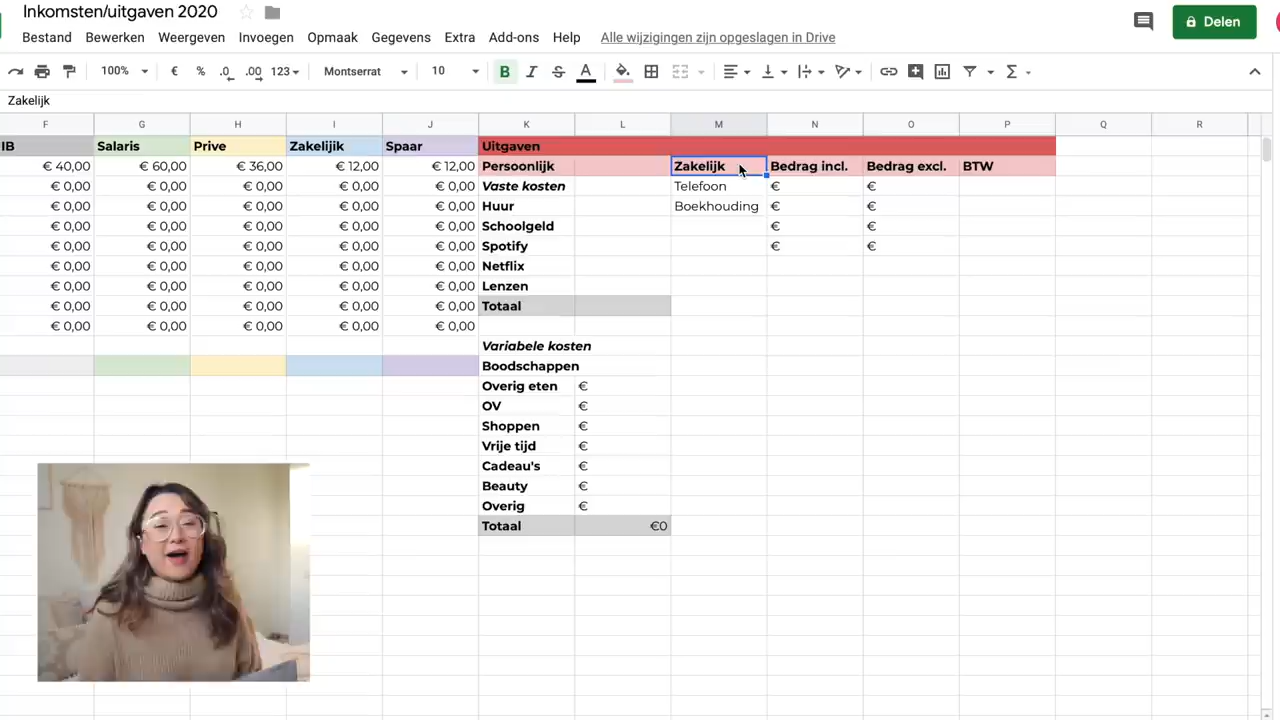 Inkomsten/uitgaven 2020
Bestand Bewerken Weergeven Invoegen Opmaak Gegevens Extra Add-ons Help Alle wijzigingen zijn opgeslagen in Drive Delen
100% € % .0 .00 123 Montserrat 10 B I S A Σ
Zakelijk
F G H I J K L M N O P Q R
IB Salaris Prive Zakelijik Spaar Uitgaven
€ 40,00 € 60,00 € 36,00 € 12,00 € 12,00 Persoonlijk Zakelijk Bedrag incl. Bedrag excl. BTW
€ 0,00 € 0,00 € 0,00 € 0,00 € 0,00 Vaste kosten Telefoon € €
€ 0,00 € 0,00 € 0,00 € 0,00 € 0,00 Huur Boekhouding € €
€ 0,00 € 0,00 € 0,00 € 0,00 € 0,00 Schoolgeld € €
€ 0,00 € 0,00 € 0,00 € 0,00 € 0,00 Spotify € €
€ 0,00 € 0,00 € 0,00 € 0,00 € 0,00 Netflix
€ 0,00 € 0,00 € 0,00 € 0,00 € 0,00 Lenzen
€ 0,00 € 0,00 € 0,00 € 0,00 € 0,00 Totaal
€ 0,00 € 0,00 € 0,00 € 0,00 € 0,00
Variabele kosten
Boodschappen
Overig eten €
OV €
Shoppen €
Vrije tijd €
Cadeau's €
Beauty €
Overig €
Totaal €0